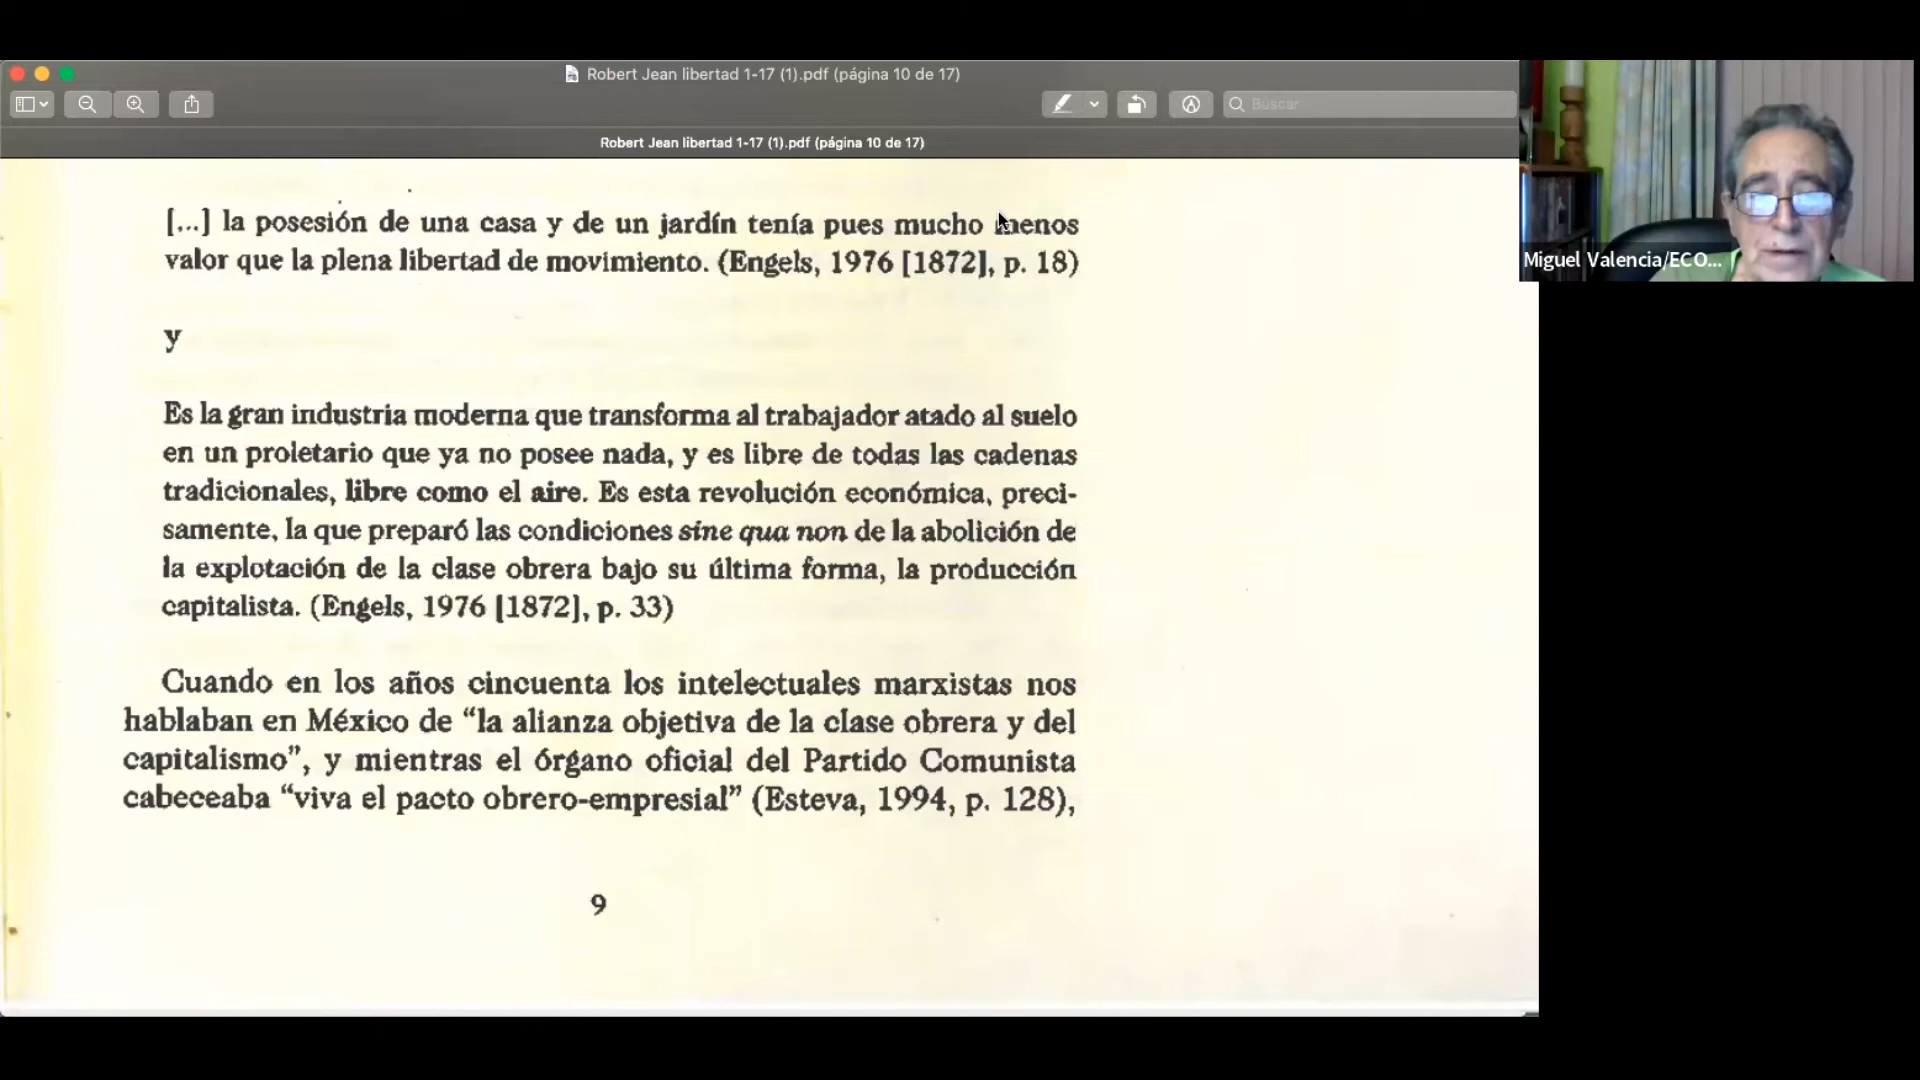 Robert Jean libertad 1-17 (1).pdf (página 10 de 17)
Buscar
Robert Jean libertad 1-17 (1).pdf (página 10 de 17)
[...] la posesión de una casa y de un jardín tenía pues mucho menos
valor que la plena libertad de movimiento. (Engels, 1976 [1872], p. 18)
y
Es la gran industria moderna que transforma al trabajador atado al suelo
en un proletario que ya no posee nada, y es libre de todas las cadenas
tradicionales, libre como el aire. Es esta revolución económica, preci-
samente, la que preparó las condiciones sine qua non de la abolición de
la explotación de la clase obrera bajo su última forma, la producción
capitalista. (Engels, 1976 [1872], p. 33)
Cuando en los años cincuenta los intelectuales marxistas nos
hablaban en México de “la alianza objetiva de la clase obrera y del
capitalismo”, y mientras el órgano oficial del Partido Comunista
cabeceaba “viva el pacto obrero-empresial” (Esteva, 1994, p. 128),
9
Miguel Valencia/ECO...